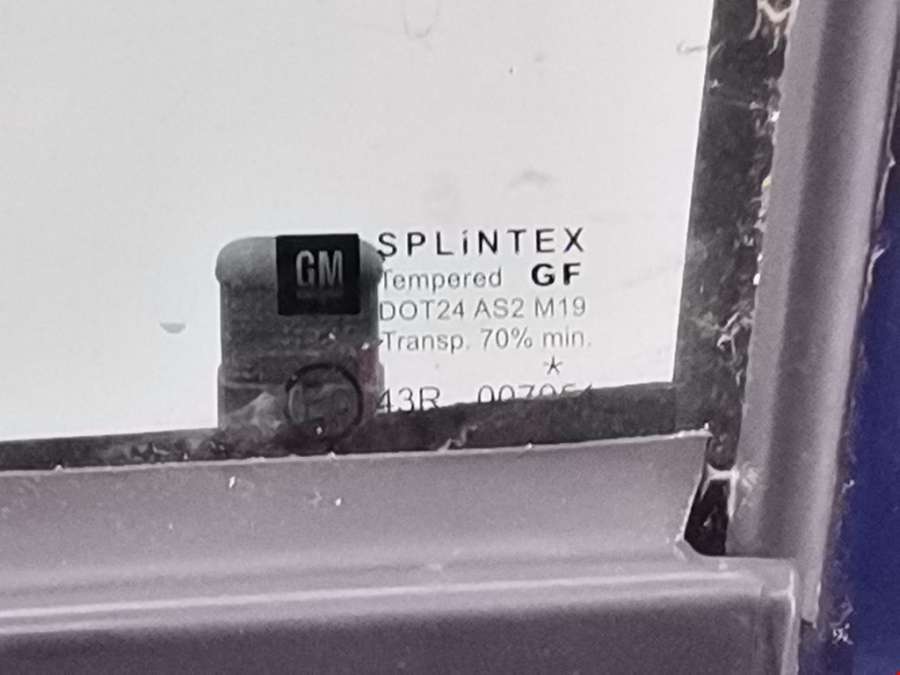 GM
SPLiNTEX
Tempered GF
DOT24 AS2 M19
Transp. 70% min.
*
43R